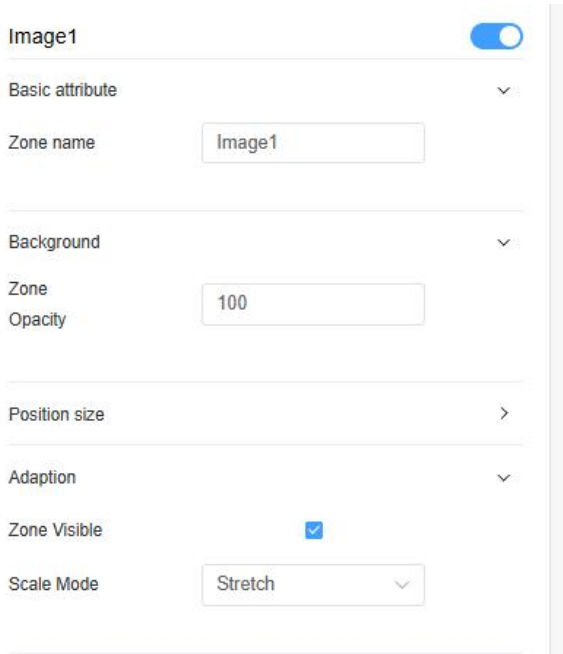 Image1
Basic attribute
Zone name
Image1
Background
Zone
Opacity
100
Position size
Adaption
Zone Visible
Scale Mode
Stretch